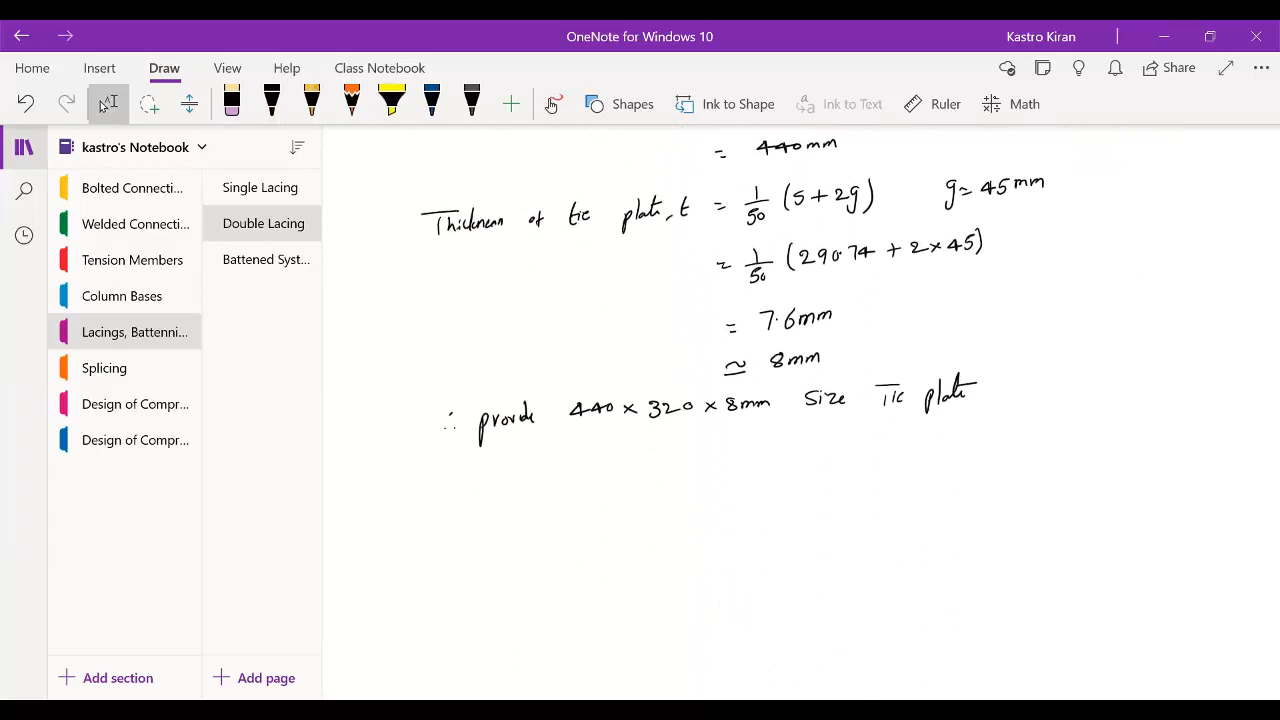 OneNote for Windows 10
Kastro Kiran
Home Insert Draw View Help Class Notebook
Share
Shapes Ink to Shape Ink to Text Ruler Math
kastro's Notebook
Bolted Connecti...
Welded Connecti...
Tension Members
Column Bases
Lacings, Battenni...
Splicing
Design of Compr...
Design of Compr...
Add section
Single Lacing
Double Lacing
Battened Syst...
Add page
= 440mm
Thickness of tie plate, t = 1/50 (S + 2g) g = 45mm
= 1/50 (290.74 + 2×45)
= 7.6mm
≃ 8mm
∴ provide 440 × 320 × 8mm Size Tie plate